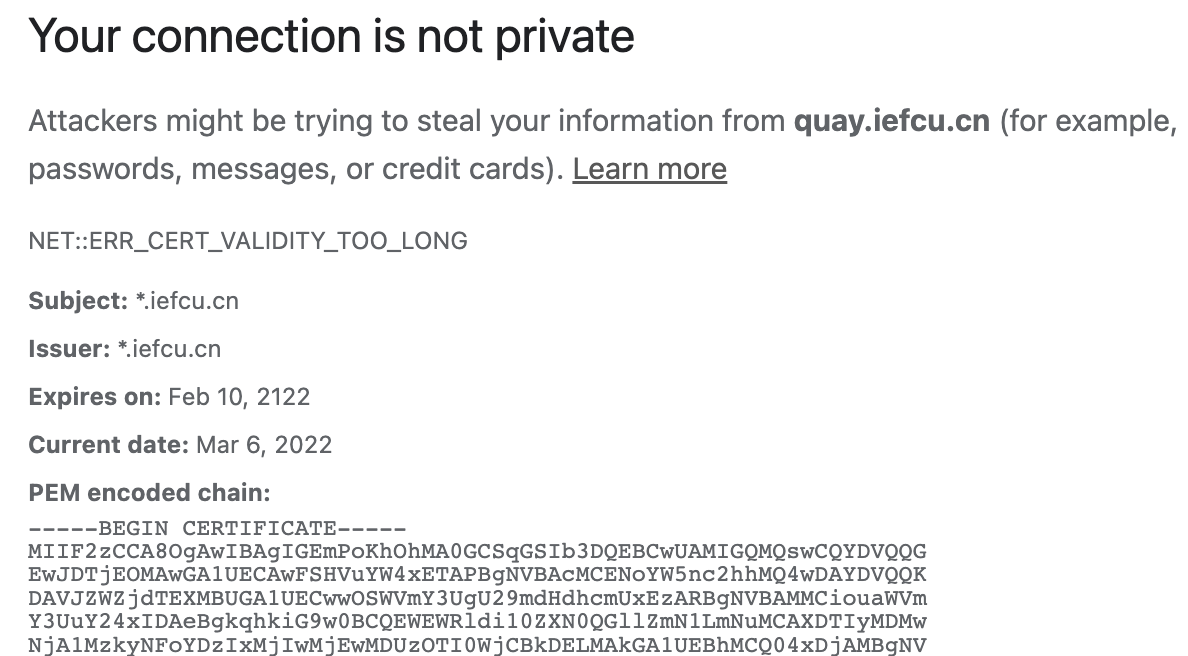 Your connection is not private
Attackers might be trying to steal your information from quay.iefcu.cn (for example,
passwords, messages, or credit cards). Learn more
NET::ERR_CERT_VALIDITY_TOO_LONG
Subject: *.iefcu.cn
Issuer: *.iefcu.cn
Expires on: Feb 10, 2122
Current date: Mar 6, 2022
PEM encoded chain:
-----BEGIN CERTIFICATE-----
MIIF2zCCA8OgAwIBAgIGEmPoKhOhMA0GCSqGSIb3DQEBCwUAMIGQMQswCQYDVQQG
EwJDTjEOMAwGA1UECAwFSHVuYW4xETAPBgNVBAcMCENoYW5nc2hhMQ4wDAYDVQQK
DAVJZWZjdTEXMBUGA1UECwwOSWVmY3UgU29mdHdhcmUxEzARBgNVBAMMCiouaWVm
Y3UuY24xIDAeBgkqhkiG9w0BCQEWEWRldi10ZXN0QGllZmN1LmNuMCAXDTIyMDMw
NjA1MzkyNFoYDzIxMjIwMjEwMDUzOTI0WjCBkDELMAkGA1UEBhMCQ04xDjAMBgNV